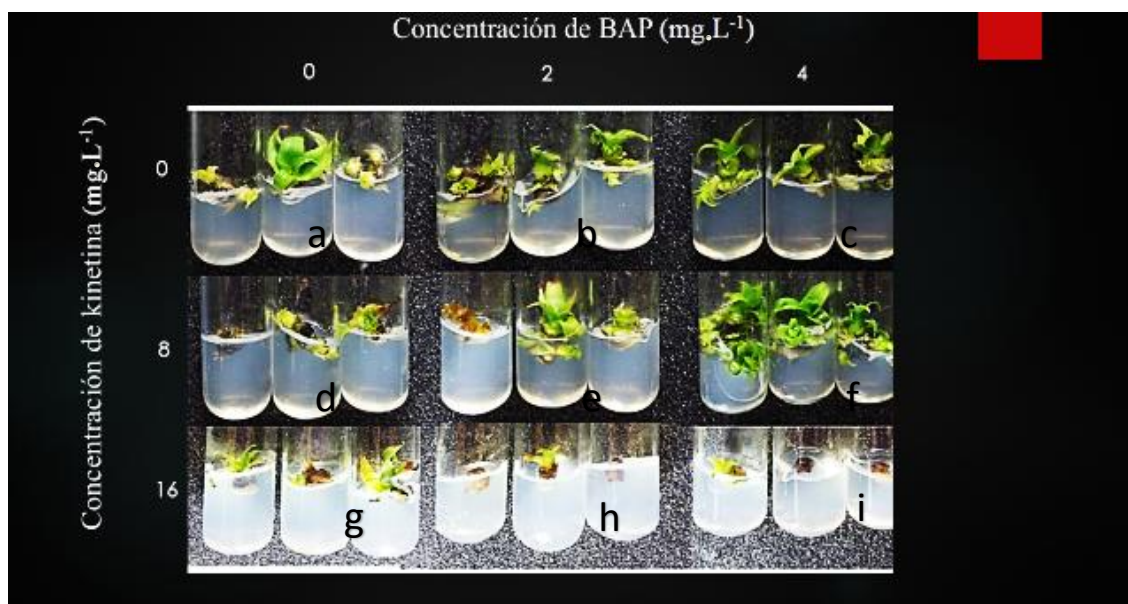 Concentración de BAP (mg.L-1)
0 2 4
Concentración de kinetina (mg.L-1)
0
a b c
8
d e f
16
g h i